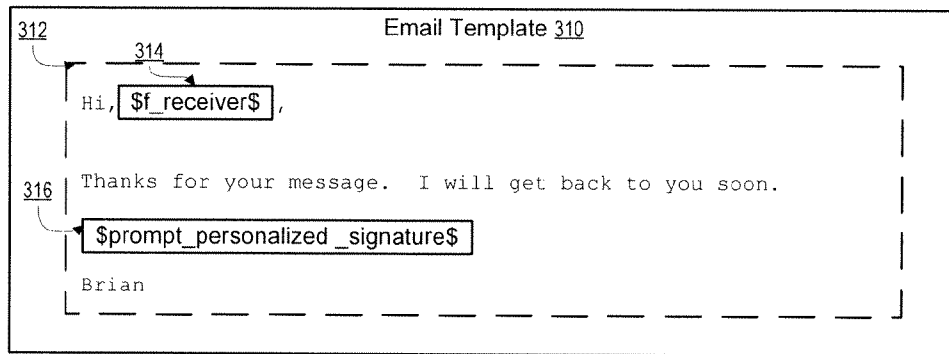 Email Template 310
312
314
Hi, $f_receiver$ ,
Thanks for your message. I will get back to you soon.
316
$prompt_personalized _signature$
Brian